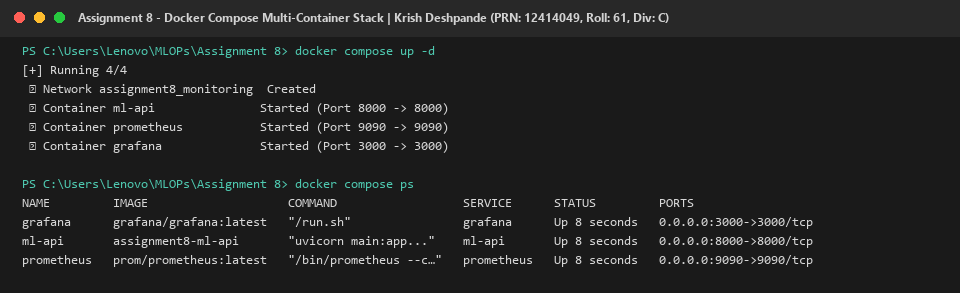 Assignment 8 - Docker Compose Multi-Container Stack | Krish Deshpande (PRN: 12414049, Roll: 61, Div: C)
PS C:\Users\Lenovo\MLOPs\Assignment 8> docker compose up -d
[+] Running 4/4
Network assignment8_monitoring  Created
Container ml-api               Started (Port 8000 -> 8000)
Container prometheus           Started (Port 9090 -> 9090)
Container grafana              Started (Port 3000 -> 3000)
PS C:\Users\Lenovo\MLOPs\Assignment 8> docker compose ps
NAME         IMAGE                    COMMAND                  SERVICE      STATUS         PORTS
grafana      grafana/grafana:latest   "/run.sh"                grafana      Up 8 seconds   0.0.0.0:3000->3000/tcp
ml-api       assignment8-ml-api       "uvicorn main:app..."    ml-api       Up 8 seconds   0.0.0.0:8000->8000/tcp
prometheus   prom/prometheus:latest   "/bin/prometheus --c…"   prometheus   Up 8 seconds   0.0.0.0:9090->9090/tcp